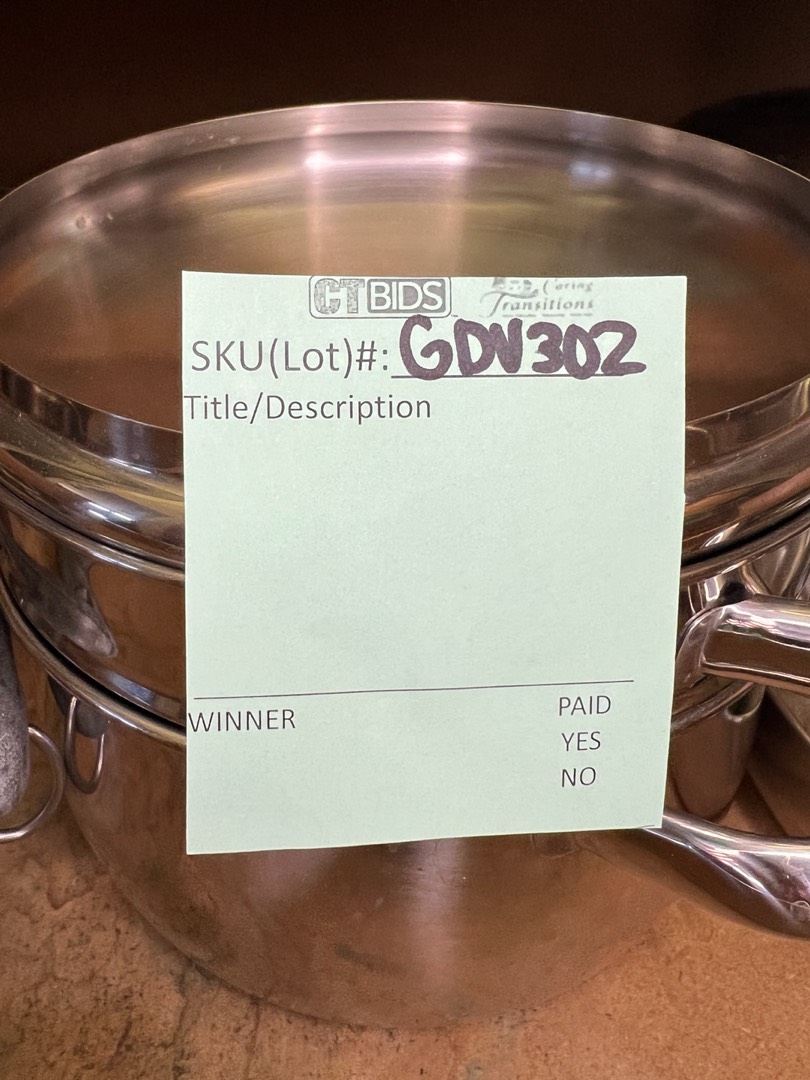 CTBIDS
Caring
Transitions
SKU(Lot)#: GDV302
Title/Description
WINNER
PAID
YES
NO